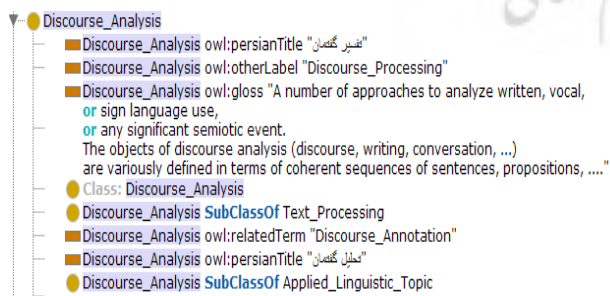 Discourse_Analysis
Discourse_Analysis owl:persianTitle "تفسیر گفتمان"
Discourse_Analysis owl:otherLabel "Discourse_Processing"
Discourse_Analysis owl:gloss "A number of approaches to analyze written, vocal,
or sign language use,
or any significant semiotic event.
The objects of discourse analysis (discourse, writing, conversation, ...)
are variously defined in terms of coherent sequences of sentences, propositions, ...."
Class: Discourse_Analysis
Discourse_Analysis SubClassOf Text_Processing
Discourse_Analysis owl:relatedTerm "Discourse_Annotation"
Discourse_Analysis owl:persianTitle "تحلیل گفتمان"
Discourse_Analysis SubClassOf Applied_Linguistic_Topic